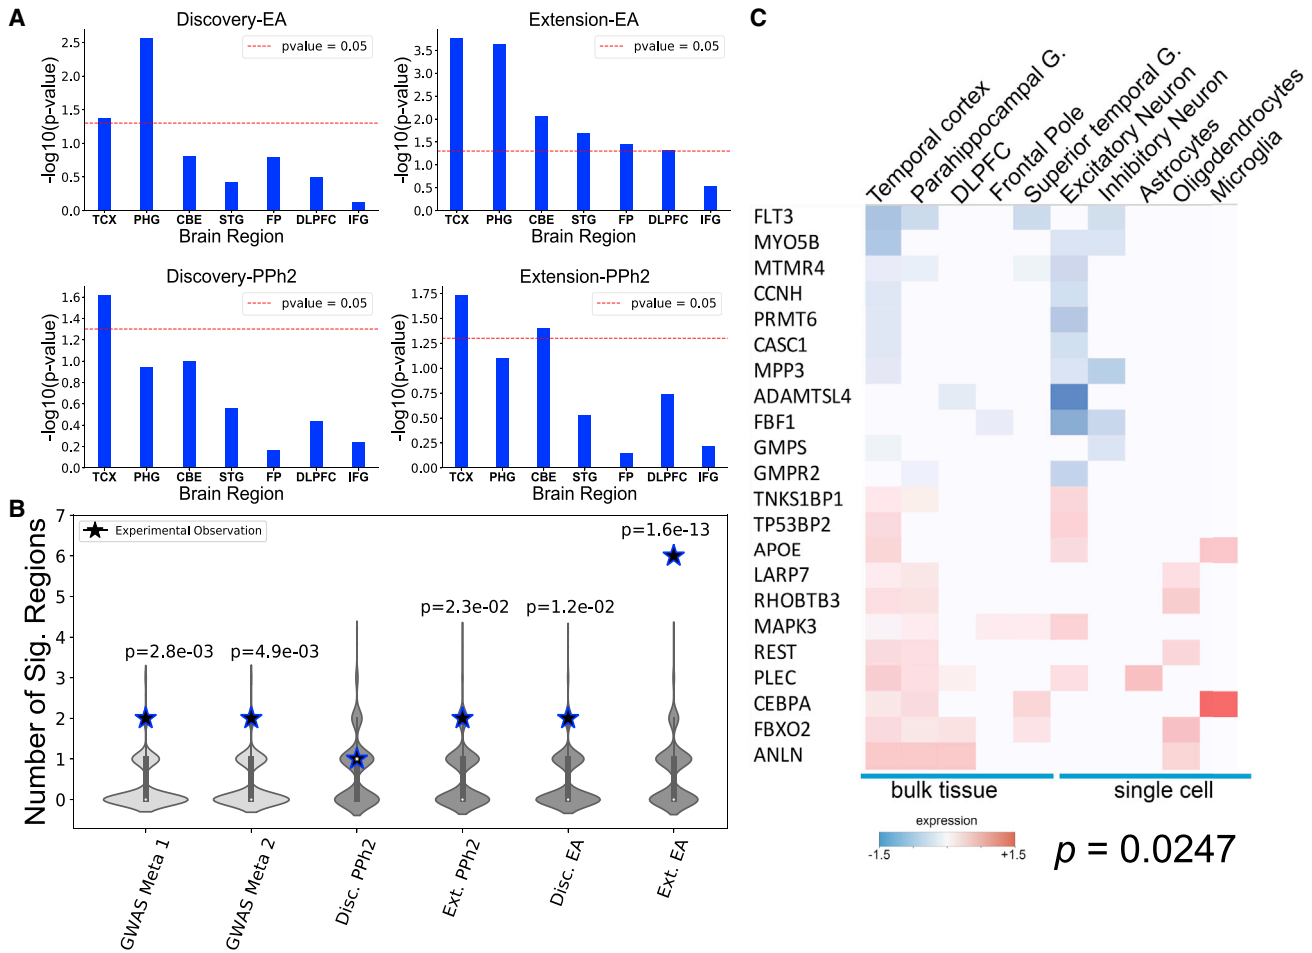 A
Discovery-EA
-log10(p-value)
2.5
2.0
1.5
1.0
0.5
0.0
pvalue = 0.05
TCX PHG CBE STG FP DLPFC IFG
Brain Region
Extension-EA
-log10(p-value)
3.5
3.0
2.5
2.0
1.5
1.0
0.5
0.0
pvalue = 0.05
TCX PHG CBE STG FP DLPFC IFG
Brain Region
Discovery-PPh2
-log10(p-value)
1.6
1.4
1.2
1.0
0.8
0.6
0.4
0.2
0.0
pvalue = 0.05
TCX PHG CBE STG FP DLPFC IFG
Brain Region
Extension-PPh2
-log10(p-value)
1.75
1.50
1.25
1.00
0.75
0.50
0.25
0.00
pvalue = 0.05
TCX PHG CBE STG FP DLPFC IFG
Brain Region
B
Number of Sig. Regions
7
6
5
4
3
2
1
0
Experimental Observation
p=2.8e-03
p=4.9e-03
p=2.3e-02
p=1.2e-02
p=1.6e-13
GWAS Meta 1
GWAS Meta 2
Disc. PPh2
Ext. PPh2
Disc. EA
Ext. EA
C
Temporal cortex
Parahippocampal G.
DLPFC
Frontal Pole
Superior temporal G.
Excitatory Neuron
Inhibitory Neuron
Astrocytes
Oligodendrocytes
Microglia
FLT3
MYO5B
MTMR4
CCNH
PRMT6
CASC1
MPP3
ADAMTSL4
FBF1
GMPS
GMPR2
TNKS1BP1
TP53BP2
APOE
LARP7
RHOBTB3
MAPK3
REST
PLEC
CEBPA
FBXO2
ANLN
bulk tissue
single cell
expression
-1.5
+1.5
p = 0.0247